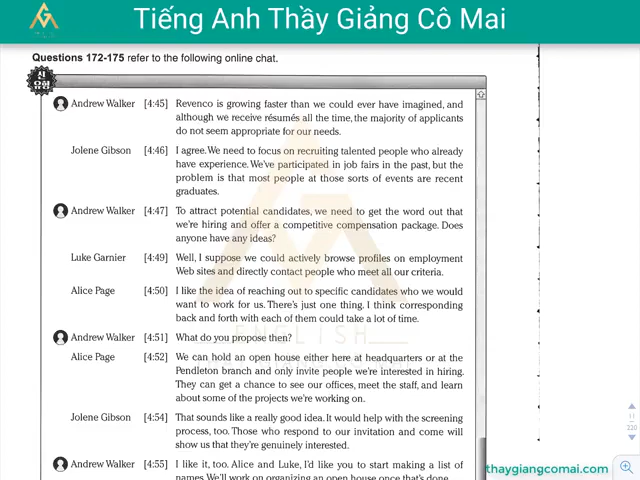 Tiếng Anh Thầy Giảng Cô Mai
Questions 172-175 refer to the following online chat.
Andrew Walker [4:45] Revenco is growing faster than we could ever have imagined, and
although we receive résumés all the time, the majority of applicants
do not seem appropriate for our needs.
Jolene Gibson [4:46] I agree. We need to focus on recruiting talented people who already
have experience. We've participated in job fairs in the past, but the
problem is that most people at those sorts of events are recent
graduates.
Andrew Walker [4:47] To attract potential candidates, we need to get the word out that
we're hiring and offer a competitive compensation package. Does
anyone have any ideas?
Luke Garnier [4:49] Well, I suppose we could actively browse profiles on employment
Web sites and directly contact people who meet all our criteria.
Alice Page [4:50] I like the idea of reaching out to specific candidates who we would
want to work for us. There's just one thing. I think corresponding
back and forth with each of them could take a lot of time.
Andrew Walker [4:51] What do you propose then?
ENGLISH
Alice Page [4:52] We can hold an open house either here at headquarters or at the
Pendleton branch and only invite people we're interested in hiring.
They can get a chance to see our offices, meet the staff, and learn
about some of the projects we're working on.
Jolene Gibson [4:54] That sounds like a really good idea. It would help with the screening
process, too. Those who respond to our invitation and come will
show us that they're genuinely interested.
Andrew Walker [4:55] I like it, too. Alice and Luke, I'd like you to start making a list of
names. We'll work on organizing an open house once that's done.
thaygiangcomai.com
220